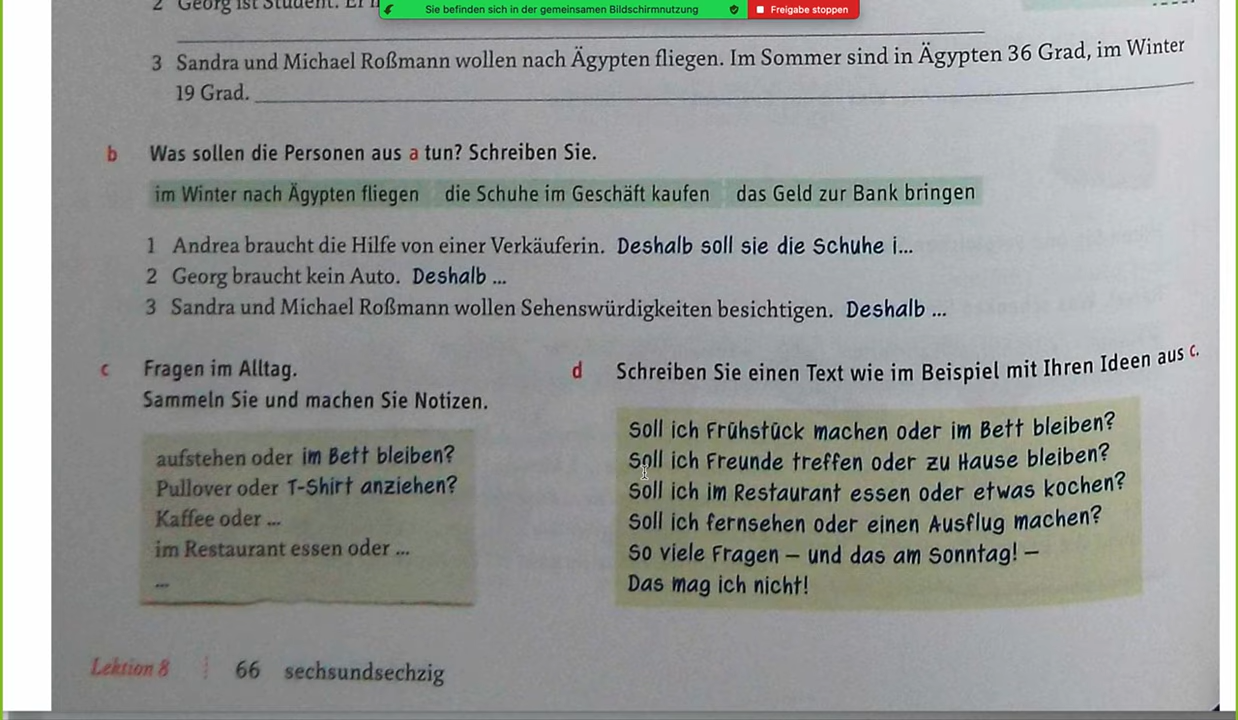 Sie befinden sich in der gemeinsamen Bildschirmnutzung
Freigabe stoppen
2 Georg ist Student. Er
3 Sandra und Michael Roßmann wollen nach Ägypten fliegen. Im Sommer sind in Ägypten 36 Grad, im Winter
19 Grad.
b Was sollen die Personen aus a tun? Schreiben Sie.
im Winter nach Ägypten fliegen die Schuhe im Geschäft kaufen das Geld zur Bank bringen
1 Andrea braucht die Hilfe von einer Verkäuferin. Deshalb soll sie die Schuhe i...
2 Georg braucht kein Auto. Deshalb ...
3 Sandra und Michael Roßmann wollen Sehenswürdigkeiten besichtigen. Deshalb ...
c Fragen im Alltag.
Sammeln Sie und machen Sie Notizen.
aufstehen oder im Bett bleiben?
Pullover oder T-Shirt anziehen?
Kaffee oder ...
im Restaurant essen oder ...
...
d Schreiben Sie einen Text wie im Beispiel mit Ihren Ideen aus c.
Soll ich Frühstück machen oder im Bett bleiben?
Soll ich Freunde treffen oder zu Hause bleiben?
Soll ich im Restaurant essen oder etwas kochen?
Soll ich fernsehen oder einen Ausflug machen?
So viele Fragen – und das am Sonntag! –
Das mag ich nicht!
Lektion 8 66 sechsundsechzig